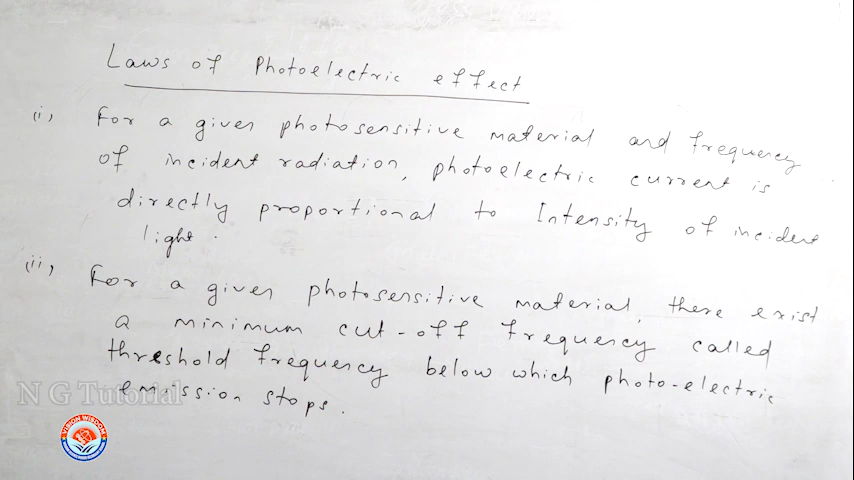 Laws of Photoelectric effect
(i) For a given photosensitive material and frequency
of incident radiation, photoelectric current is
directly proportional to Intensity of incident
light.
(ii) For a given photosensitive material, there exist
a minimum cut-off frequency called
threshold frequency below which photo-electric
emission stops.
N G Tutorial
VISION WISDOM